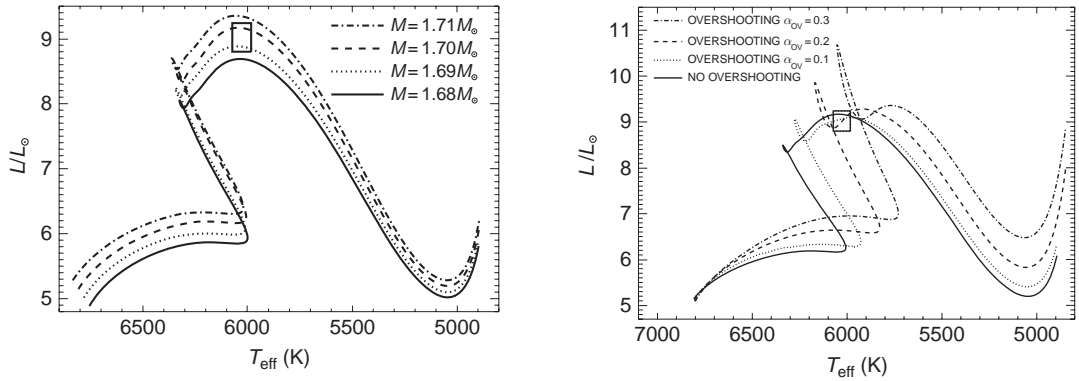 M = 1.71M⊙
M = 1.70M⊙
M = 1.69M⊙
M = 1.68M⊙
9
8
7
6
5
L/L⊙
6500 6000 5500 5000
Teff (K)
OVERSHOOTING αOV = 0.3
OVERSHOOTING αOV = 0.2
OVERSHOOTING αOV = 0.1
NO OVERSHOOTING
11
10
9
8
7
6
5
L/L⊙
7000 6500 6000 5500 5000
Teff (K)